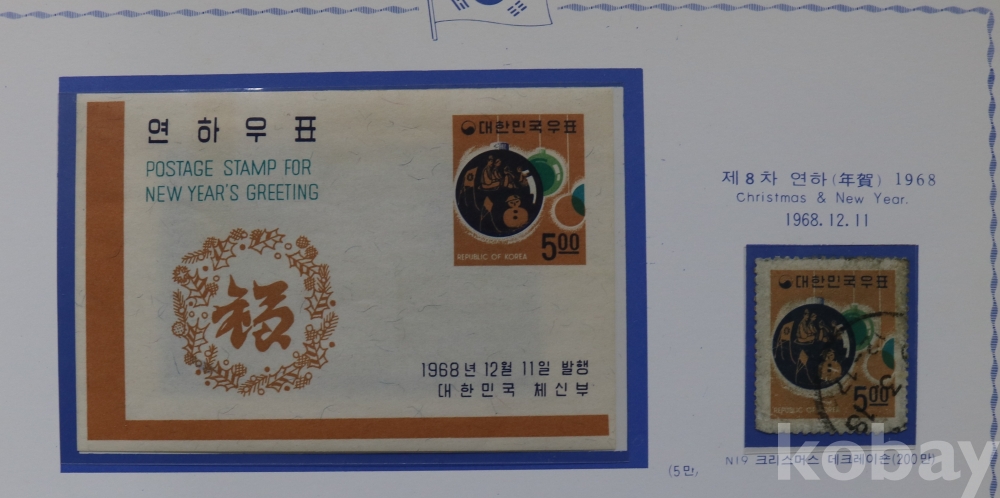 연하우표
POSTAGE STAMP FOR
NEW YEAR'S GREETING
대한민국우표
5.00
REPUBLIC OF KOREA
福
1968년 12월 11일 발행
대한민국 체신부
제8차 연하(年賀) 1968
Christmas & New Year.
1968.12.11
대한민국우표
5.00
REPUBLIC OF KOREA
(5만)
N19 크리스머스 데크레이숀(200만)
kobay